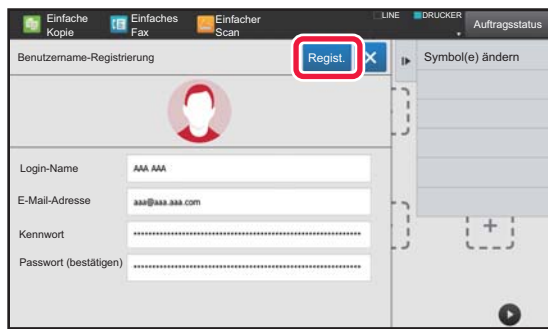 Einfache Kopie
Einfaches Fax
Einfacher Scan
LINE
DRUCKER
Auftragsstatus
Benutzername-Registrierung
Regist.
Symbol(e) ändern
Login-Name
AAA AAA
E-Mail-Adresse
aaa@aaa.aaa.com
Kennwort
Passwort (bestätigen)